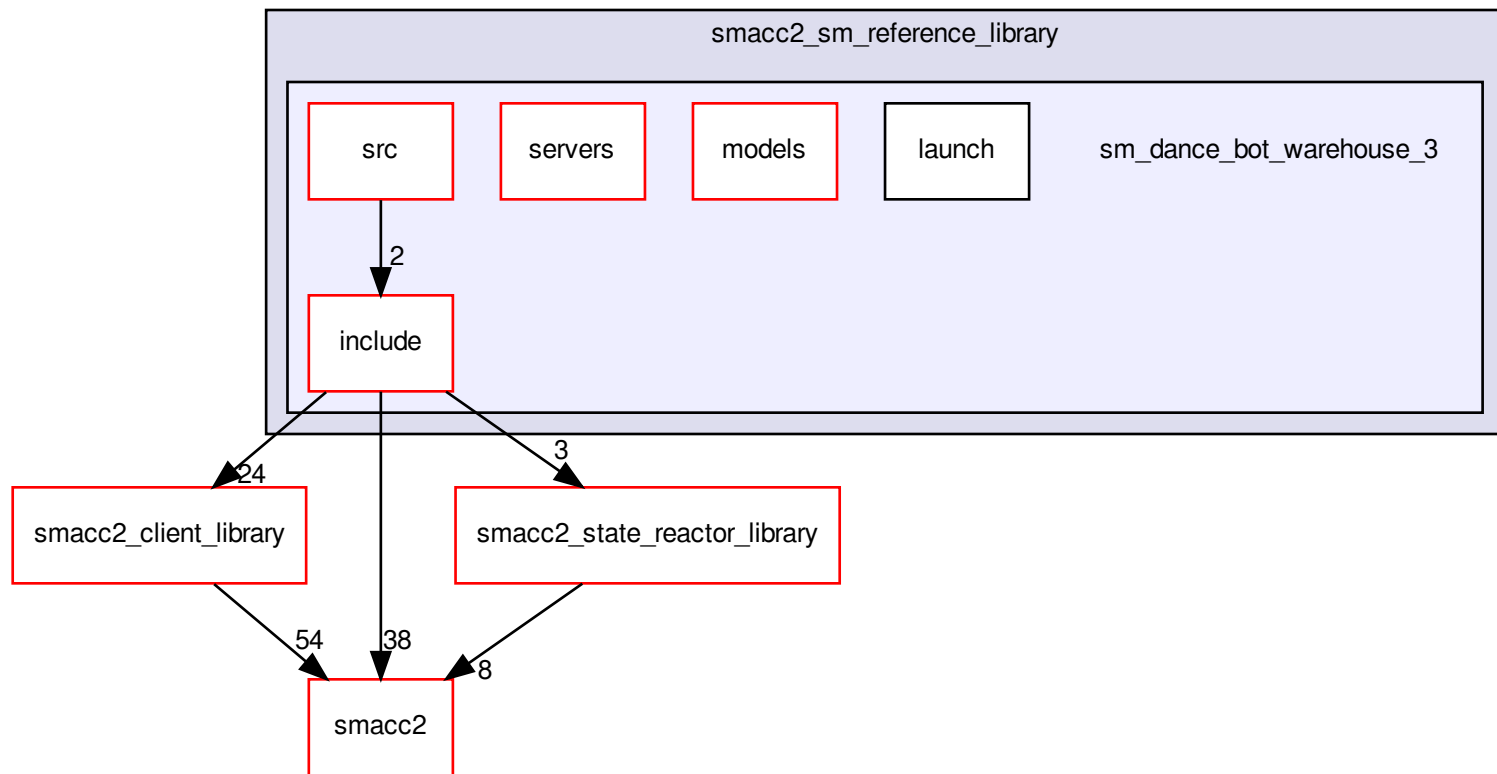 smacc2_sm_reference_library
src
servers
models
launch
sm_dance_bot_warehouse_3
2
include
24
3
smacc2_client_library
smacc2_state_reactor_library
54
38
8
smacc2